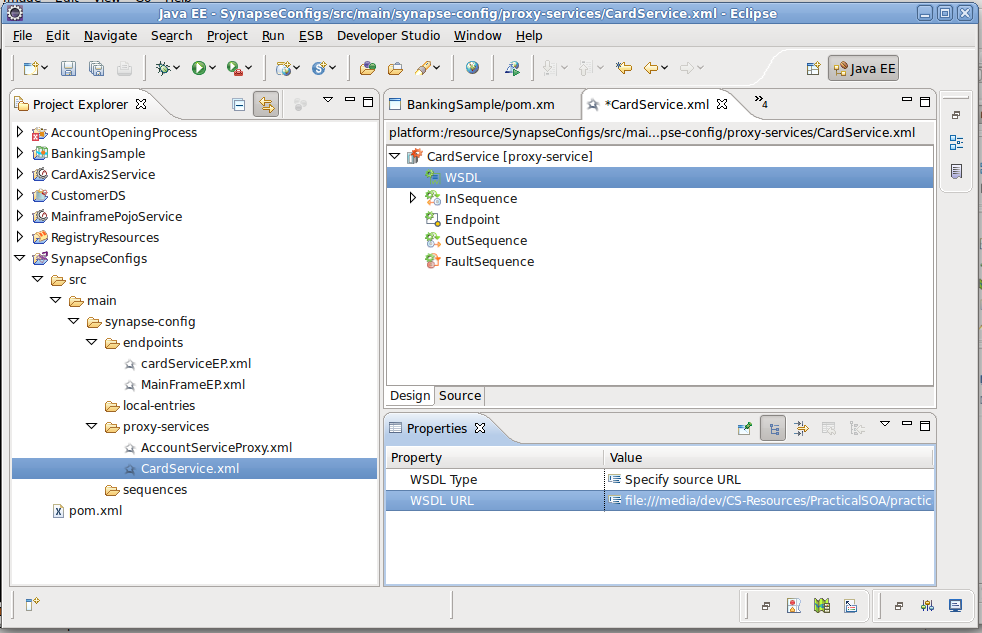 Java EE - SynapseConfigs/src/main/synapse-config/proxy-services/CardService.xml - Eclipse
File Edit Navigate Search Project Run ESB Developer Studio Window Help
Java EE
Project Explorer
AccountOpeningProcess
BankingSample
CardAxis2Service
CustomerDS
MainframePojoService
RegistryResources
SynapseConfigs
src
main
synapse-config
endpoints
cardServiceEP.xml
MainFrameEP.xml
local-entries
proxy-services
AccountServiceProxy.xml
CardService.xml
sequences
pom.xml
BankingSample/pom.xm
*CardService.xml
»4
platform:/resource/SynapseConfigs/src/mai...pse-config/proxy-services/CardService.xml
CardService [proxy-service]
WSDL
InSequence
Endpoint
OutSequence
FaultSequence
Design Source
Properties
Property Value
WSDL Type Specify source URL
WSDL URL file:///media/dev/CS-Resources/PracticalSOA/practic